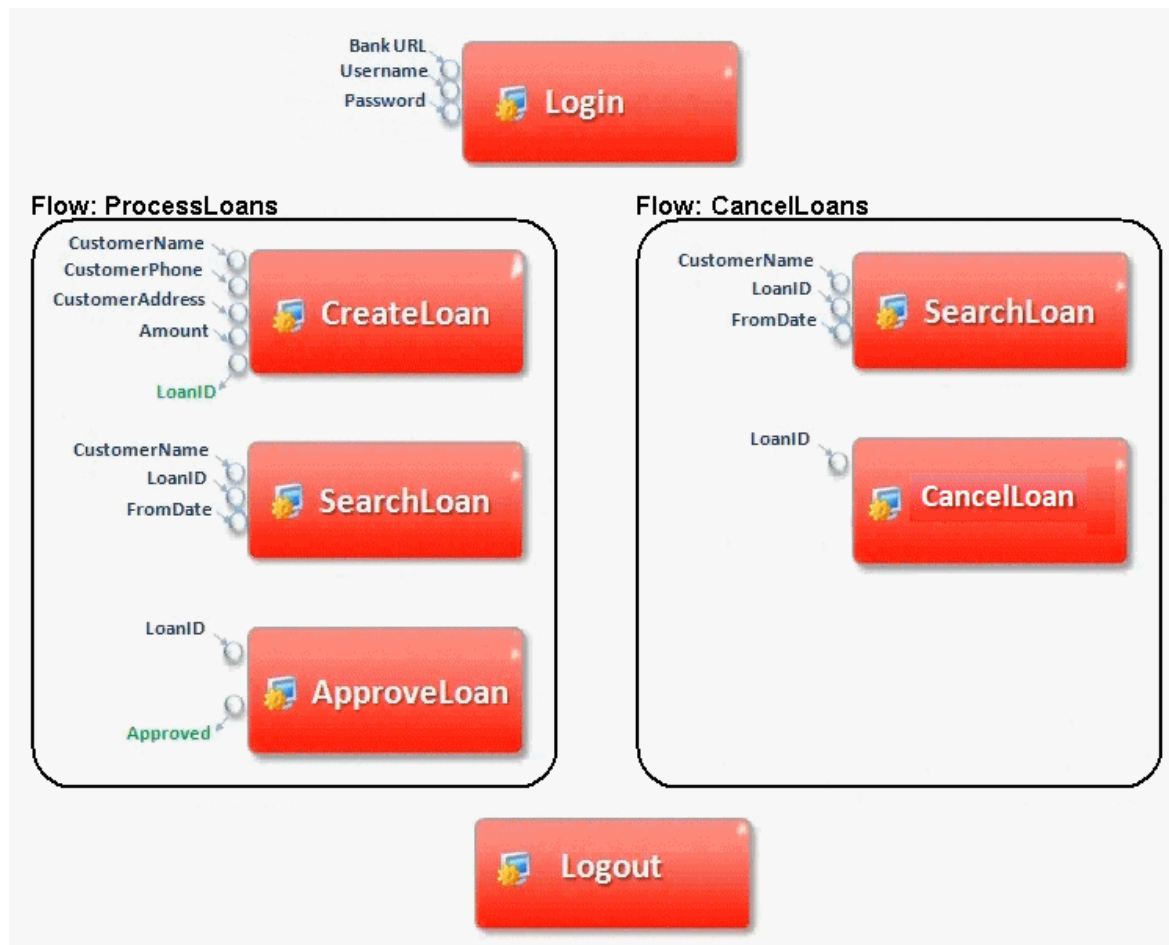 Bank URL
Username
Password
Login
Flow: ProcessLoans
CustomerName
CustomerPhone
CustomerAddress
Amount
LoanID
CreateLoan
CustomerName
LoanID
FromDate
SearchLoan
LoanID
Approved
ApproveLoan
Flow: CancelLoans
CustomerName
LoanID
FromDate
SearchLoan
LoanID
CancelLoan
Logout